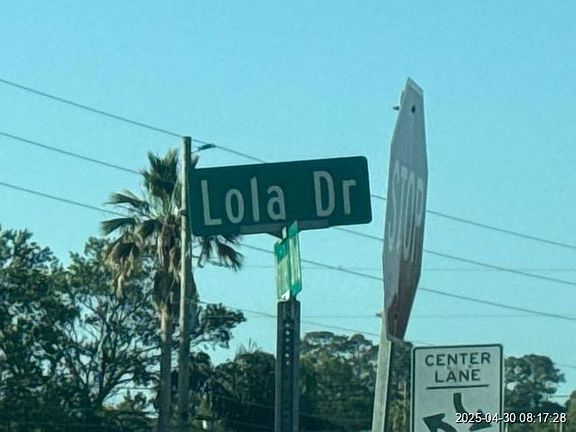 Lola Dr
STOP
CENTER
LANE
2025-04-30 08:17:28